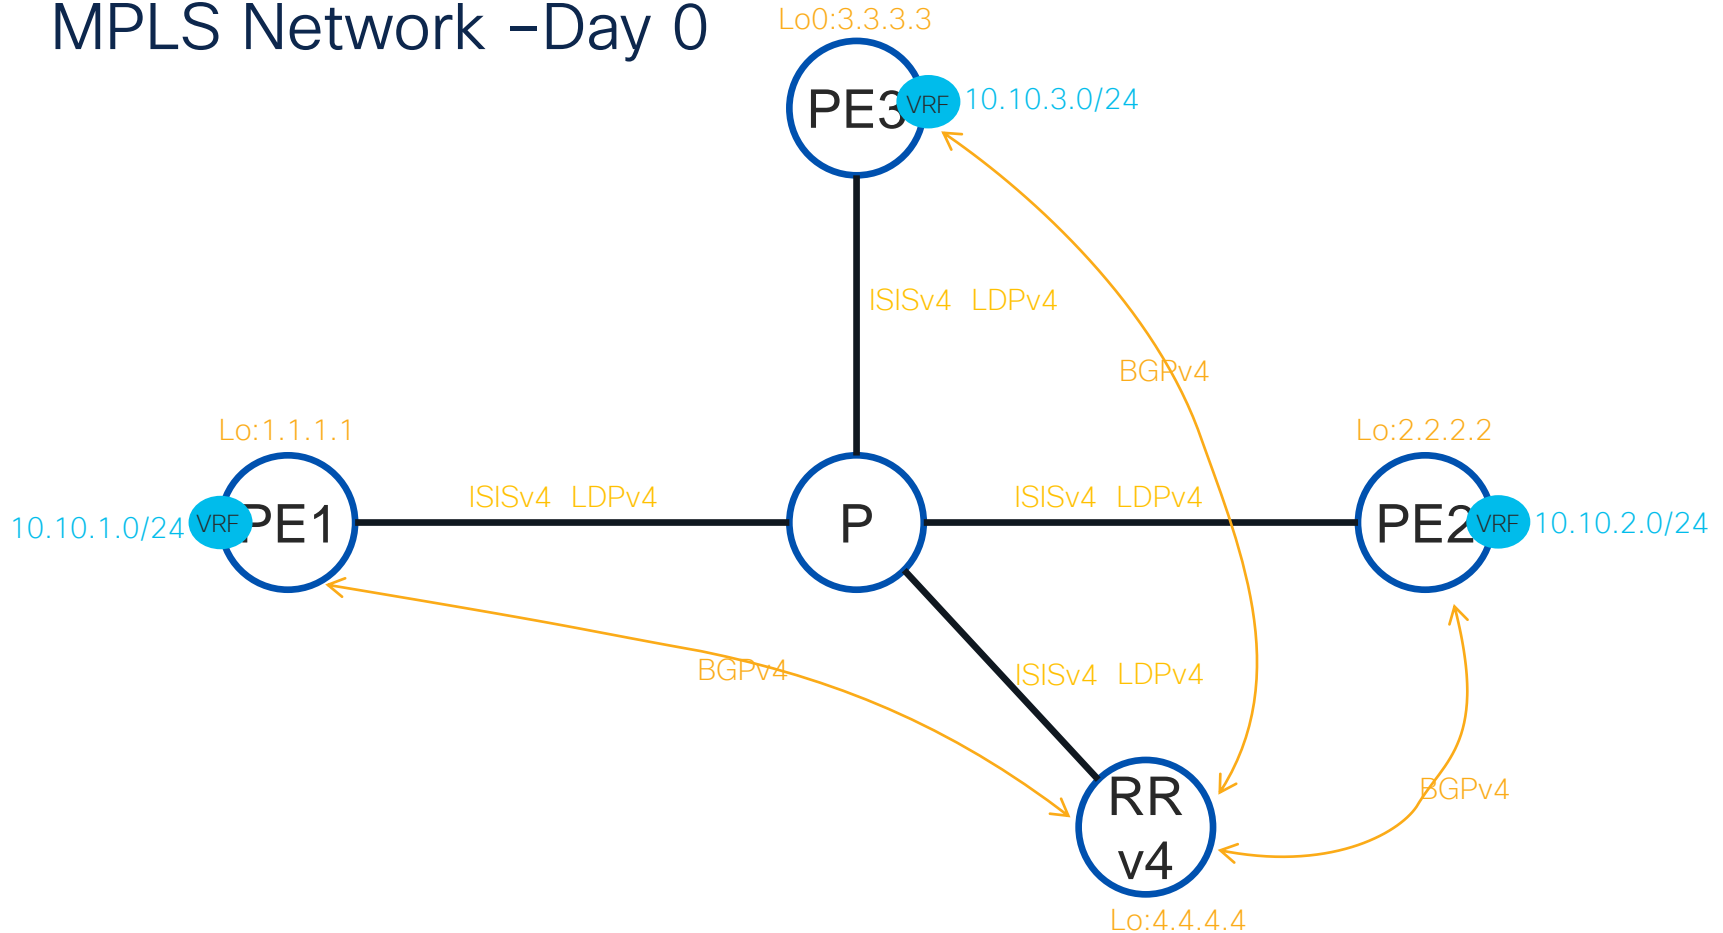 MPLS Network –Day 0
Lo0:3.3.3.3
PE3
VRF
10.10.3.0/24
ISISv4 LDPv4
BGPv4
Lo:1.1.1.1
Lo:2.2.2.2
10.10.1.0/24
VRF
PE1
ISISv4 LDPv4
P
ISISv4 LDPv4
PE2
VRF
10.10.2.0/24
BGPv4
ISISv4 LDPv4
BGPv4
RR
v4
Lo:4.4.4.4